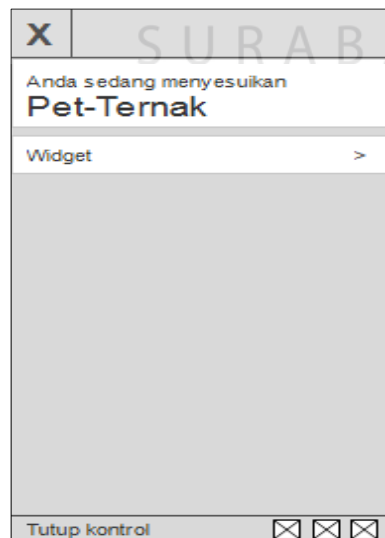 X
SURAB
Anda sedang menyesuikan
Pet-Ternak
Widget >
Tutup kontrol